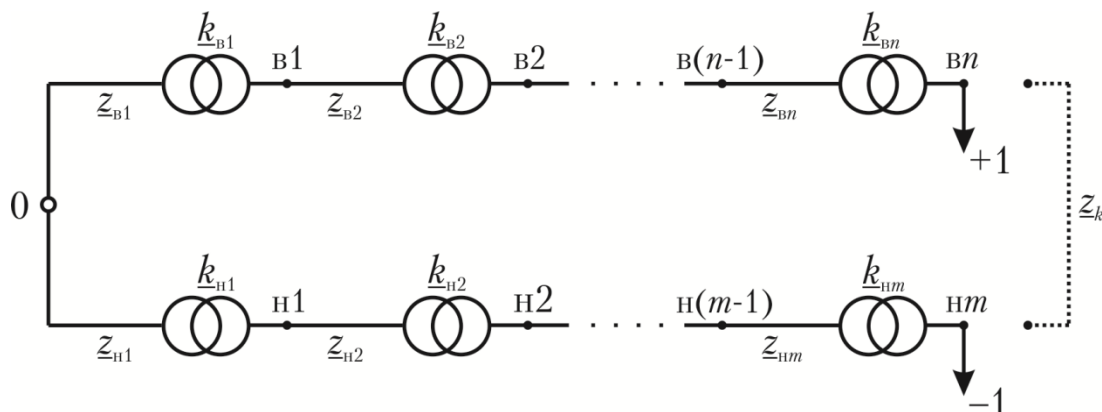 k_в1 k_в2 k_вn
в1 в2 в(n-1) вn
z_в1 z_в2 z_вn
+1
0 z_k
k_н1 k_н2 k_нm
н1 н2 н(m-1) нm
z_н1 z_н2 z_нm
−1